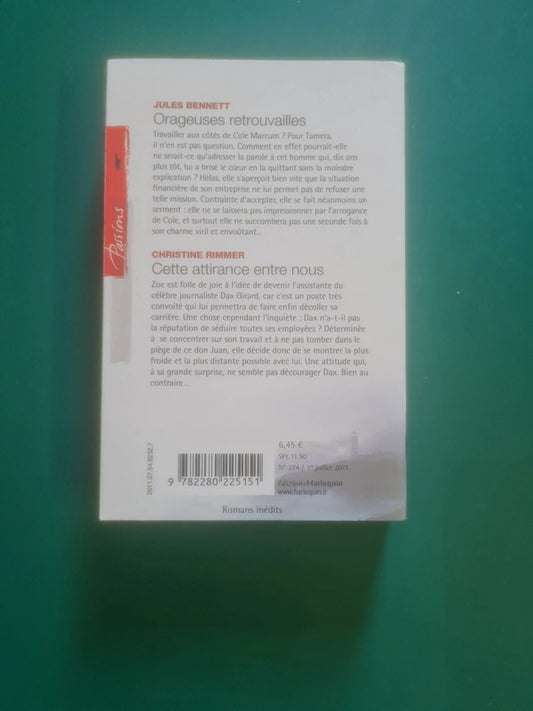 JULES BENNETT
Orageuses retrouvailles
Travailler aux côtés de Cole Marcum ? Pour Tamera,
il n'en est pas question. Comment en effet pourrait-elle
ne serait-ce qu'adresser la parole à cet homme qui, dix ans
plus tôt, lui a brisé le cœur en la quittant sans la moindre
explication ? Hélas, elle s'aperçoit bien vite que la situation
financière de son entreprise ne lui permet pas de refuser une
telle mission. Contrainte d'accepter, elle se fait néanmoins un
serment : elle ne se laissera pas impressionner par l'arrogance
de Cole, et surtout elle ne succombera pas une seconde fois à
son charme viril et envoûtant...
CHRISTINE RIMMER
Cette attirance entre nous
Zoe est folle de joie à l'idée de devenir l'assistante du
célèbre journaliste Dax Girard, car c'est un poste très
convoité qui lui permettra de faire enfin décoller sa
carrière. Une chose cependant l'inquiète : Dax n'a-t-il pas
la réputation de séduire toutes ses employées ? Déterminée
à se concentrer sur son travail et à ne pas tomber dans le
piège de ce don Juan, elle décide donc de se montrer la plus
froide et la plus distante possible avec lui. Une attitude qui,
à sa grande surprise, ne semble pas décourager Dax. Bien au
contraire...
Passions
2011.07.54.8232.7
9 782280 225151
6,45 €
SFr. 11.50
N° 274 / 1er juillet 2011
éditionsHarlequin
www.harlequin.fr
Romans inédits